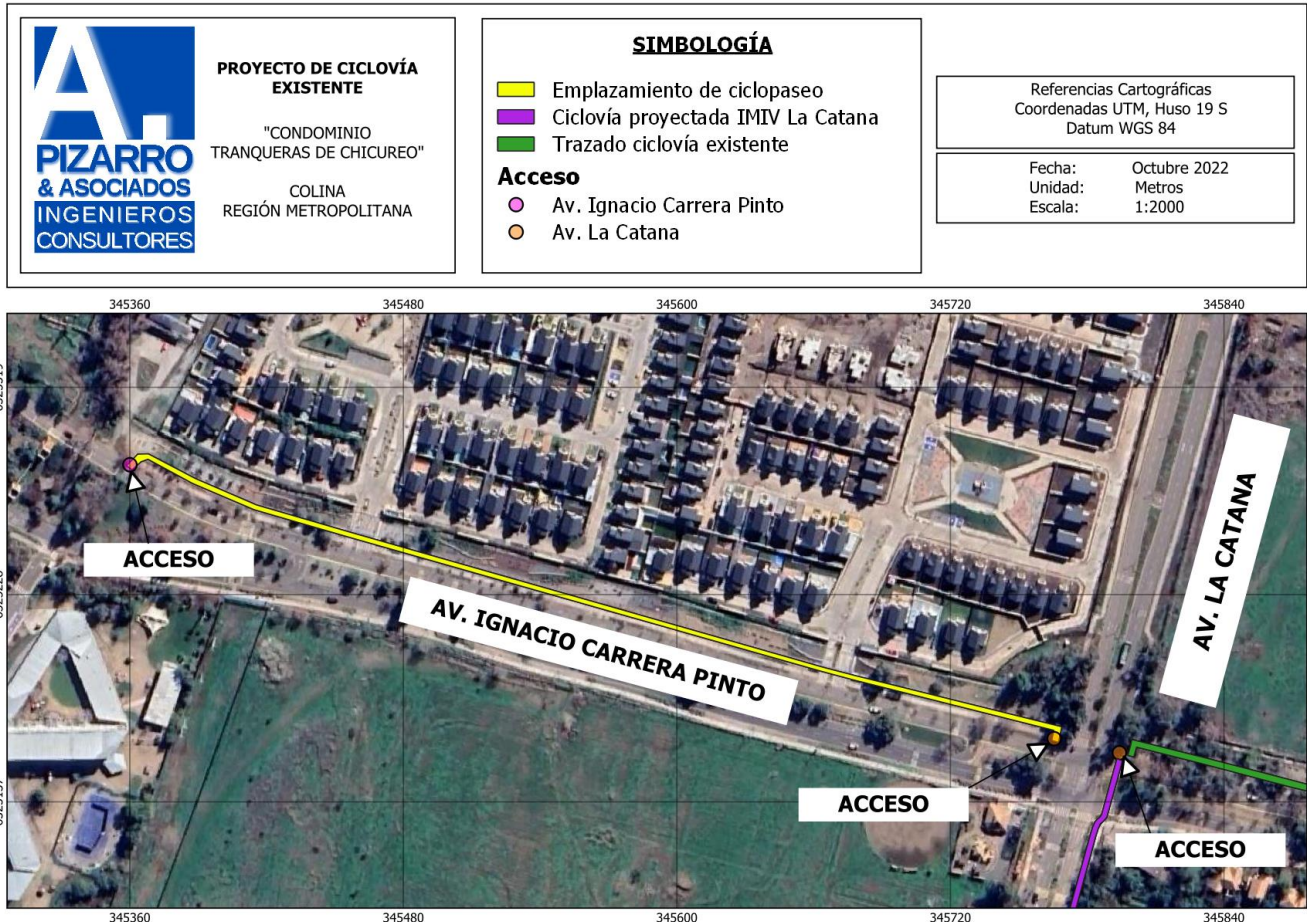 A.
PIZARRO
& ASOCIADOS
INGENIEROS
CONSULTORES
PROYECTO DE CICLOVÍA
EXISTENTE
"CONDOMINIO
TRANQUERAS DE CHICUREO"
COLINA
REGIÓN METROPOLITANA
SIMBOLOGÍA
Emplazamiento de ciclopaseo
Ciclovía proyectada IMIV La Catana
Trazado ciclovía existente
Acceso
Av. Ignacio Carrera Pinto
Av. La Catana
Referencias Cartográficas
Coordenadas UTM, Huso 19 S
Datum WGS 84
Fecha: Octubre 2022
Unidad: Metros
Escala: 1:2000
345360 345480 345600 345720 345840
ACCESO
AV. IGNACIO CARRERA PINTO
AV. LA CATANA
ACCESO
ACCESO
345360 345480 345600 345720 345840